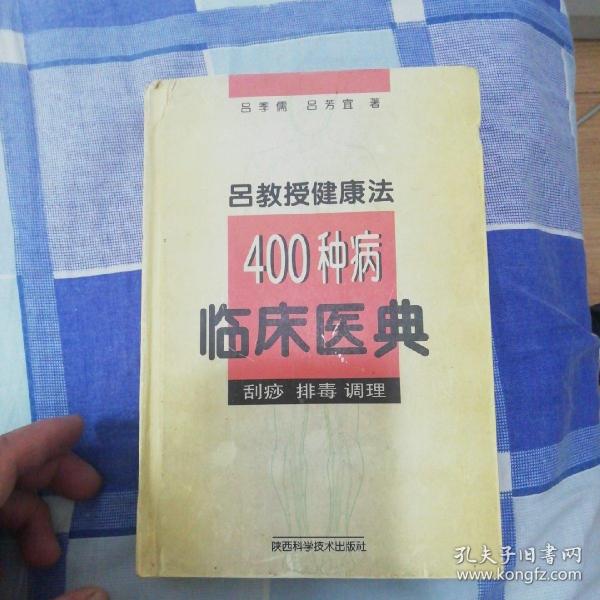 吕季儒 吕芳宜 著
吕教授健康法
400种病
临床医典
刮痧 排毒 调理
陕西科学技术出版社
孔夫子旧书网
www.kongfz.com